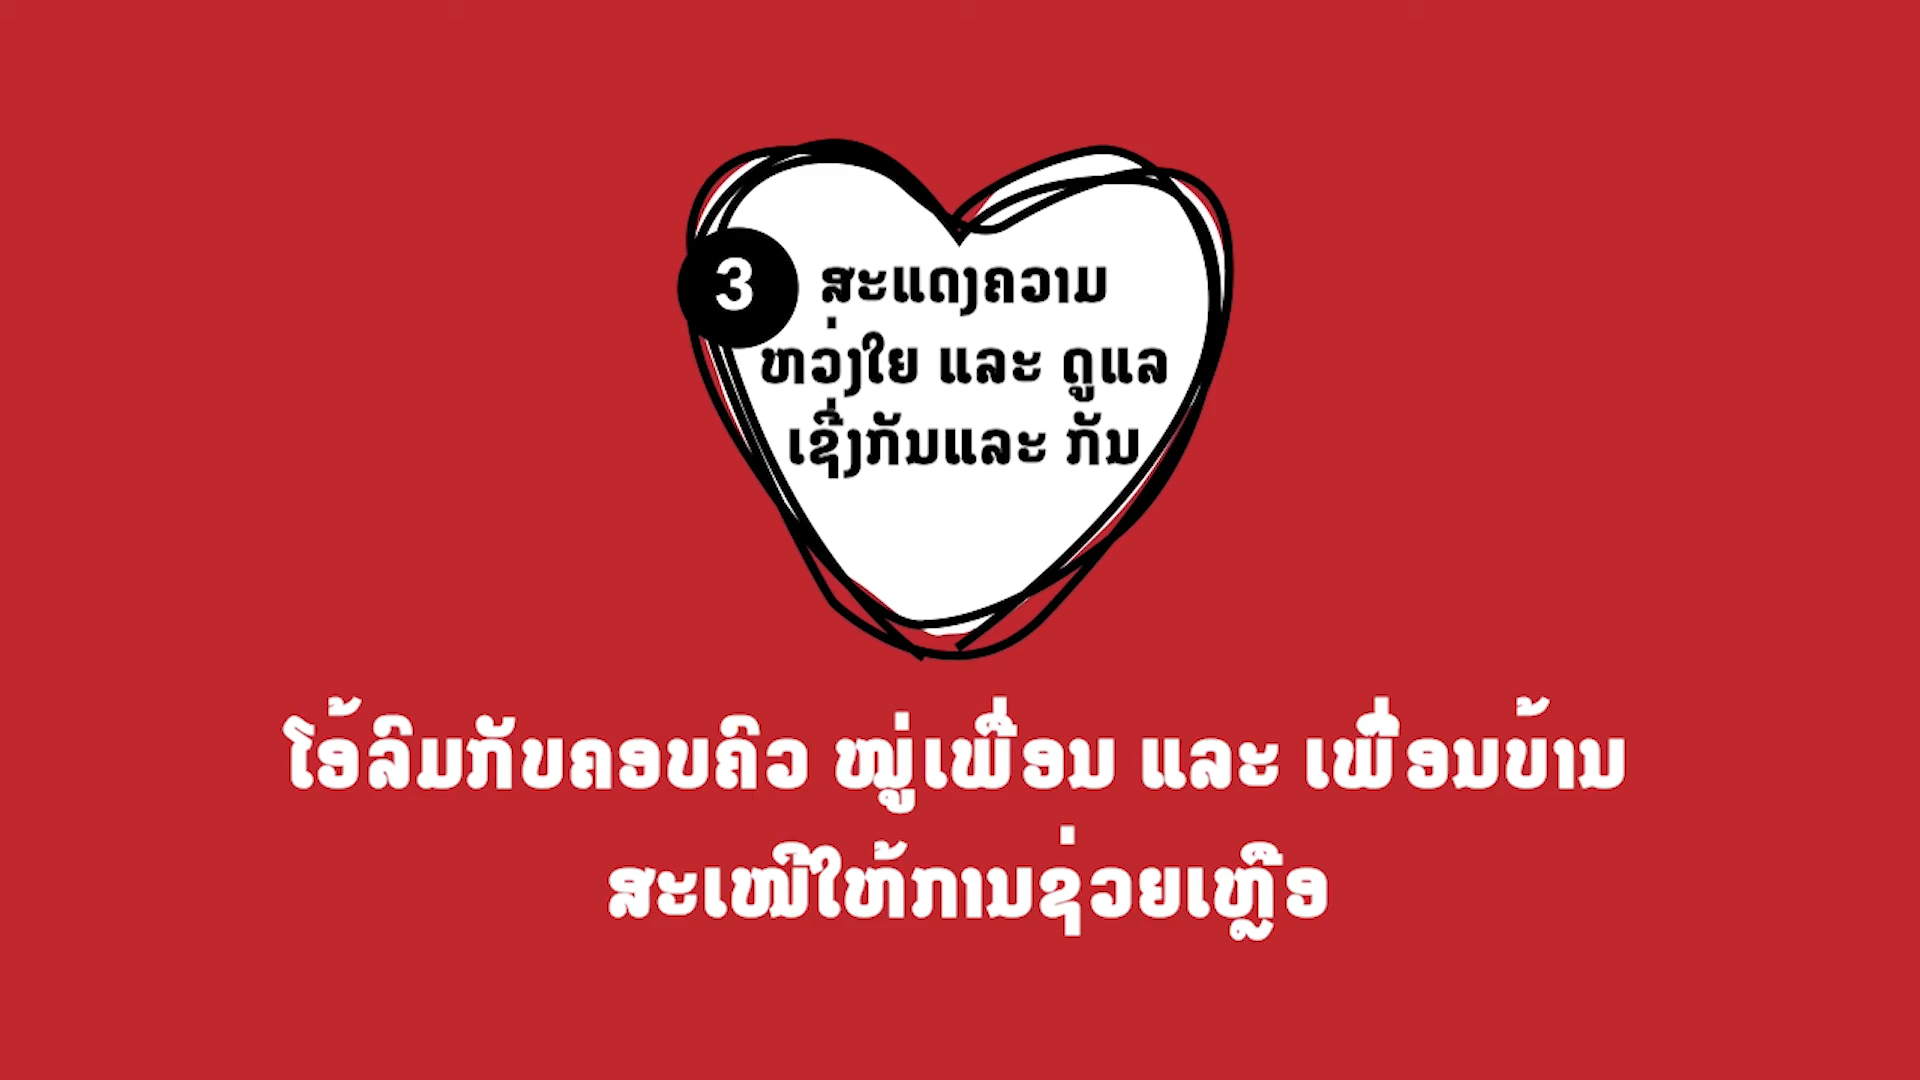 3
ສະແດງຄວາມ
ຫວ່ງໃຍ ແລະ ດູແລ
ເຊິ່ງກັນແລະ ກັນ
ໂອ້ລົມກັບຄອບຄົວ ໝູ່ເພື່ອນ ແລະ ເພື່ອນບ້ານ
ສະເໜີໃຫ້ການຊ່ວຍເຫຼືອ